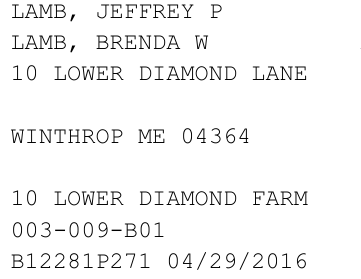 LAMB, JEFFREY P
LAMB, BRENDA W
10 LOWER DIAMOND LANE
WINTHROP ME 04364
10 LOWER DIAMOND FARM
003-009-B01
B12281P271 04/29/2016